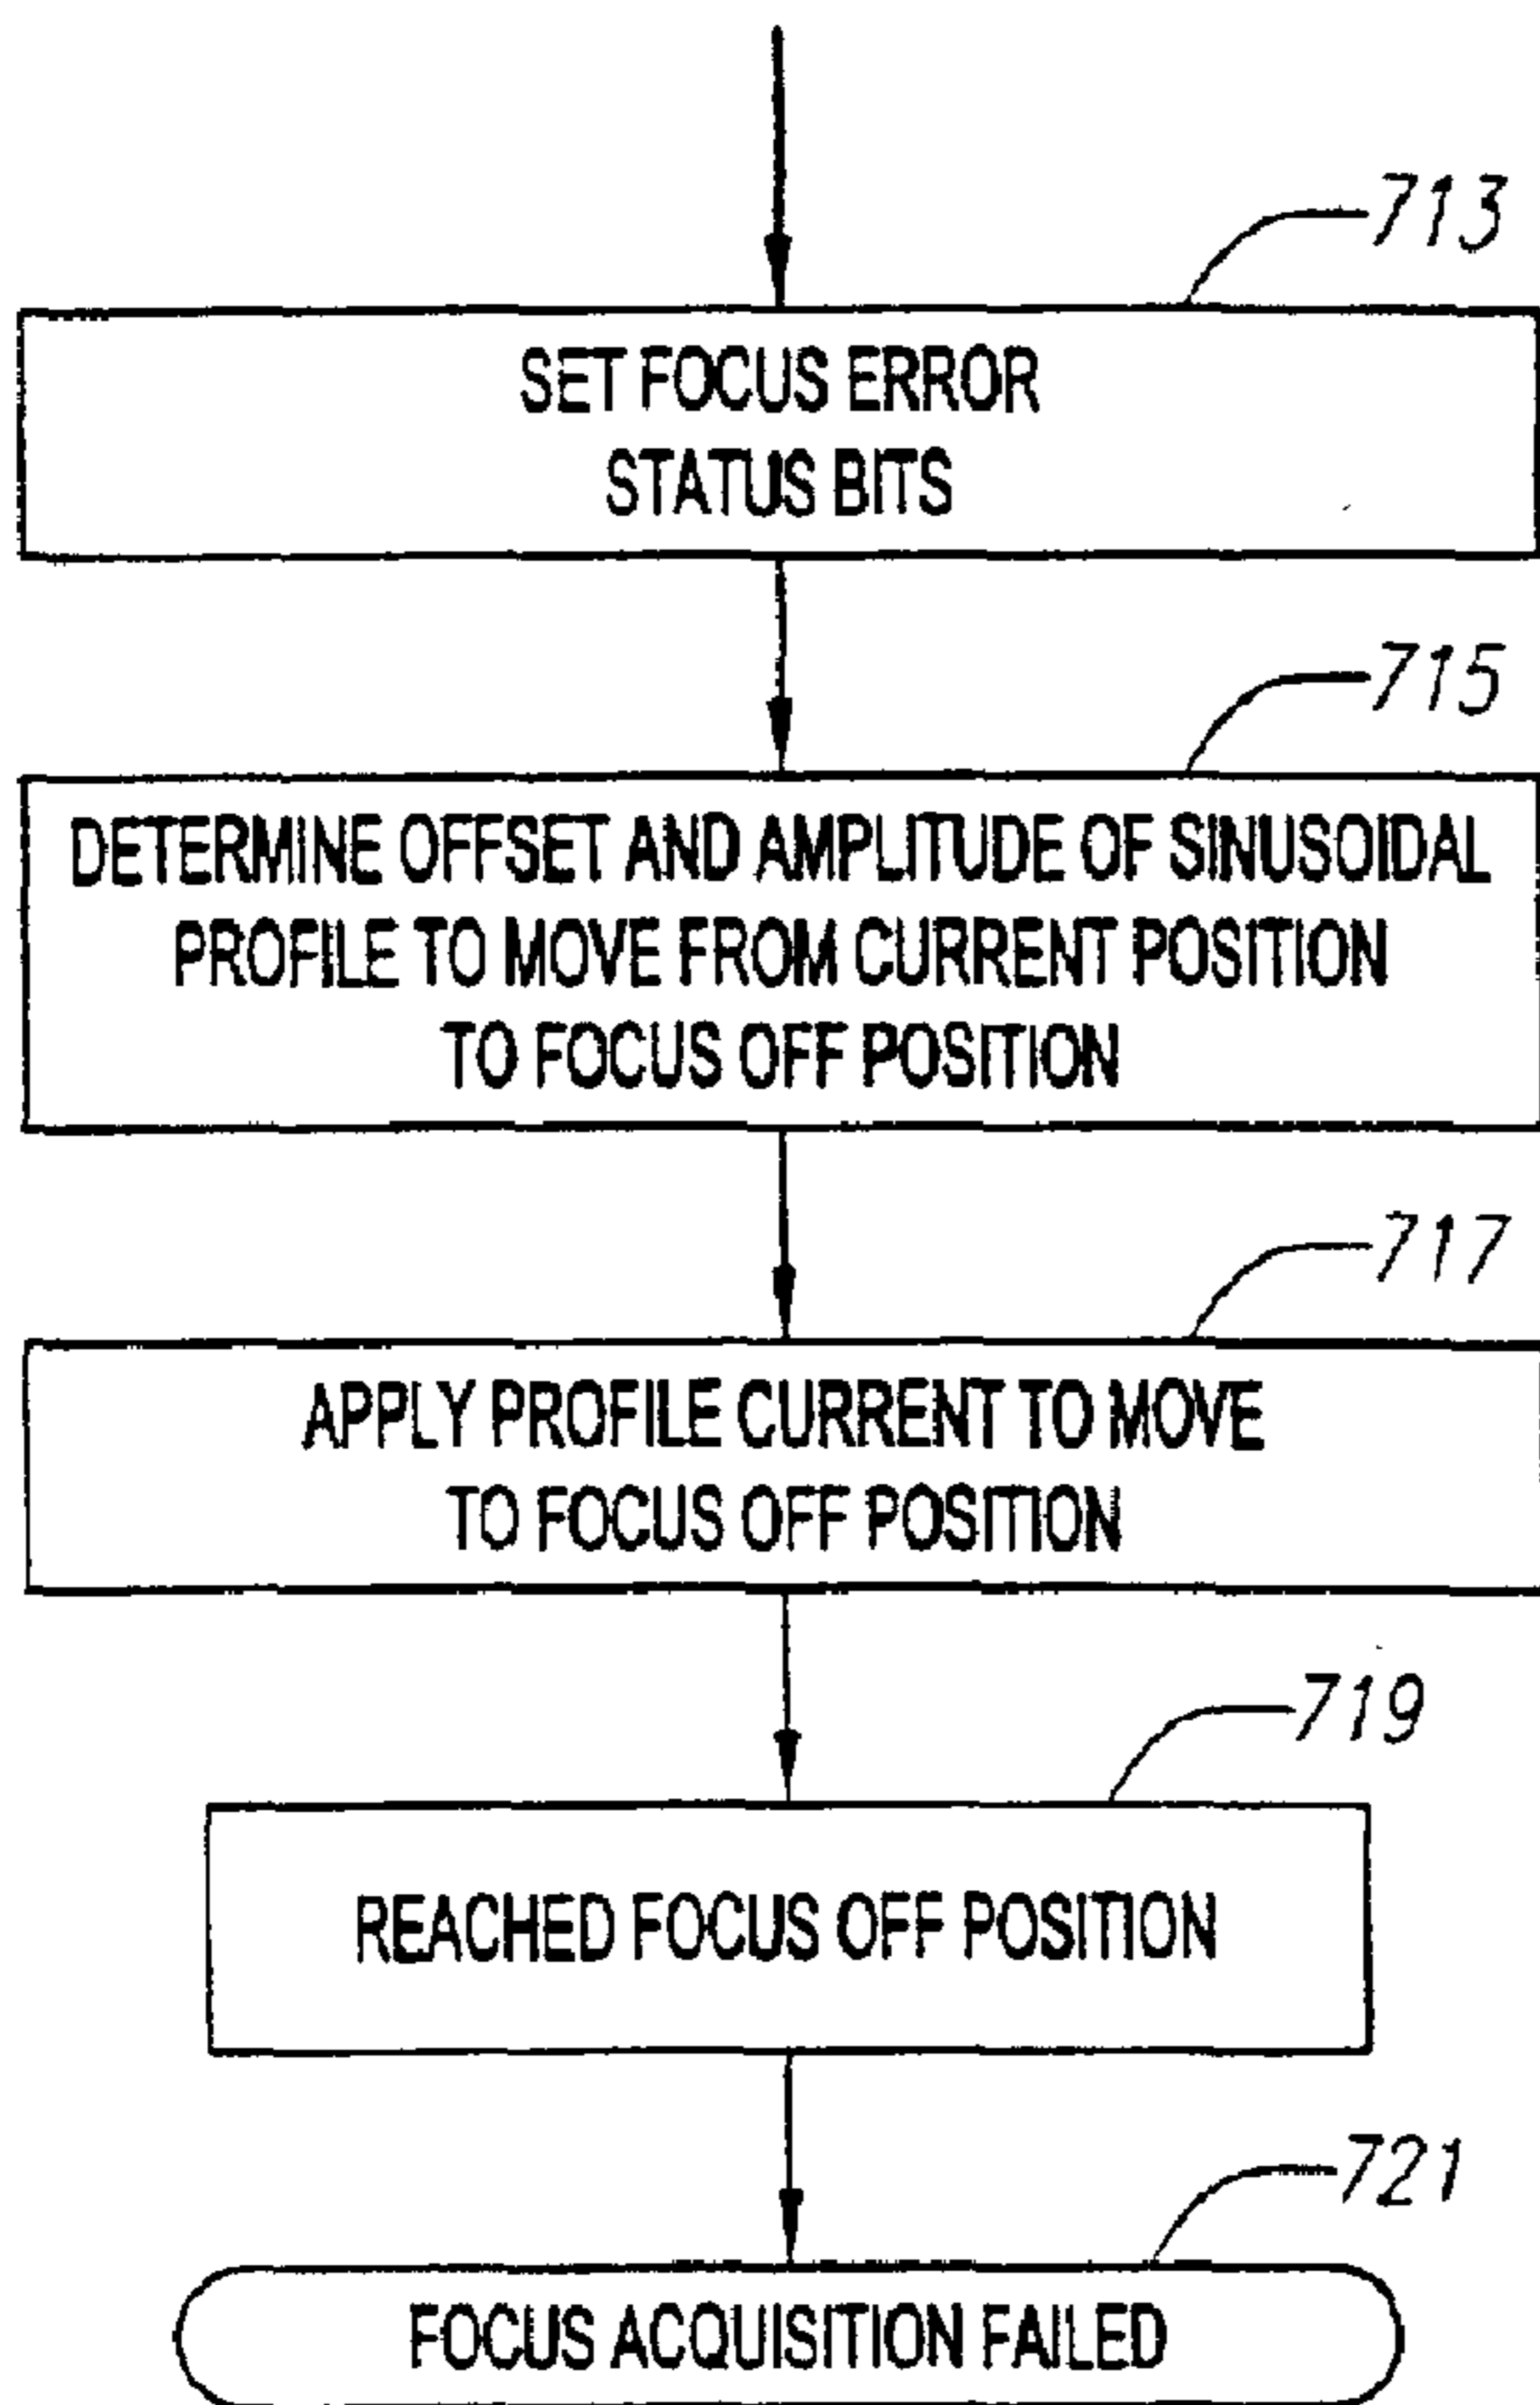 713
SET FOCUS ERROR
STATUS BITS
715
DETERMINE OFFSET AND AMPLITUDE OF SINUSOIDAL
PROFILE TO MOVE FROM CURRENT POSITION
TO FOCUS OFF POSITION
717
APPLY PROFILE CURRENT TO MOVE
TO FOCUS OFF POSITION
719
REACHED FOCUS OFF POSITION
721
FOCUS ACQUISITION FAILED